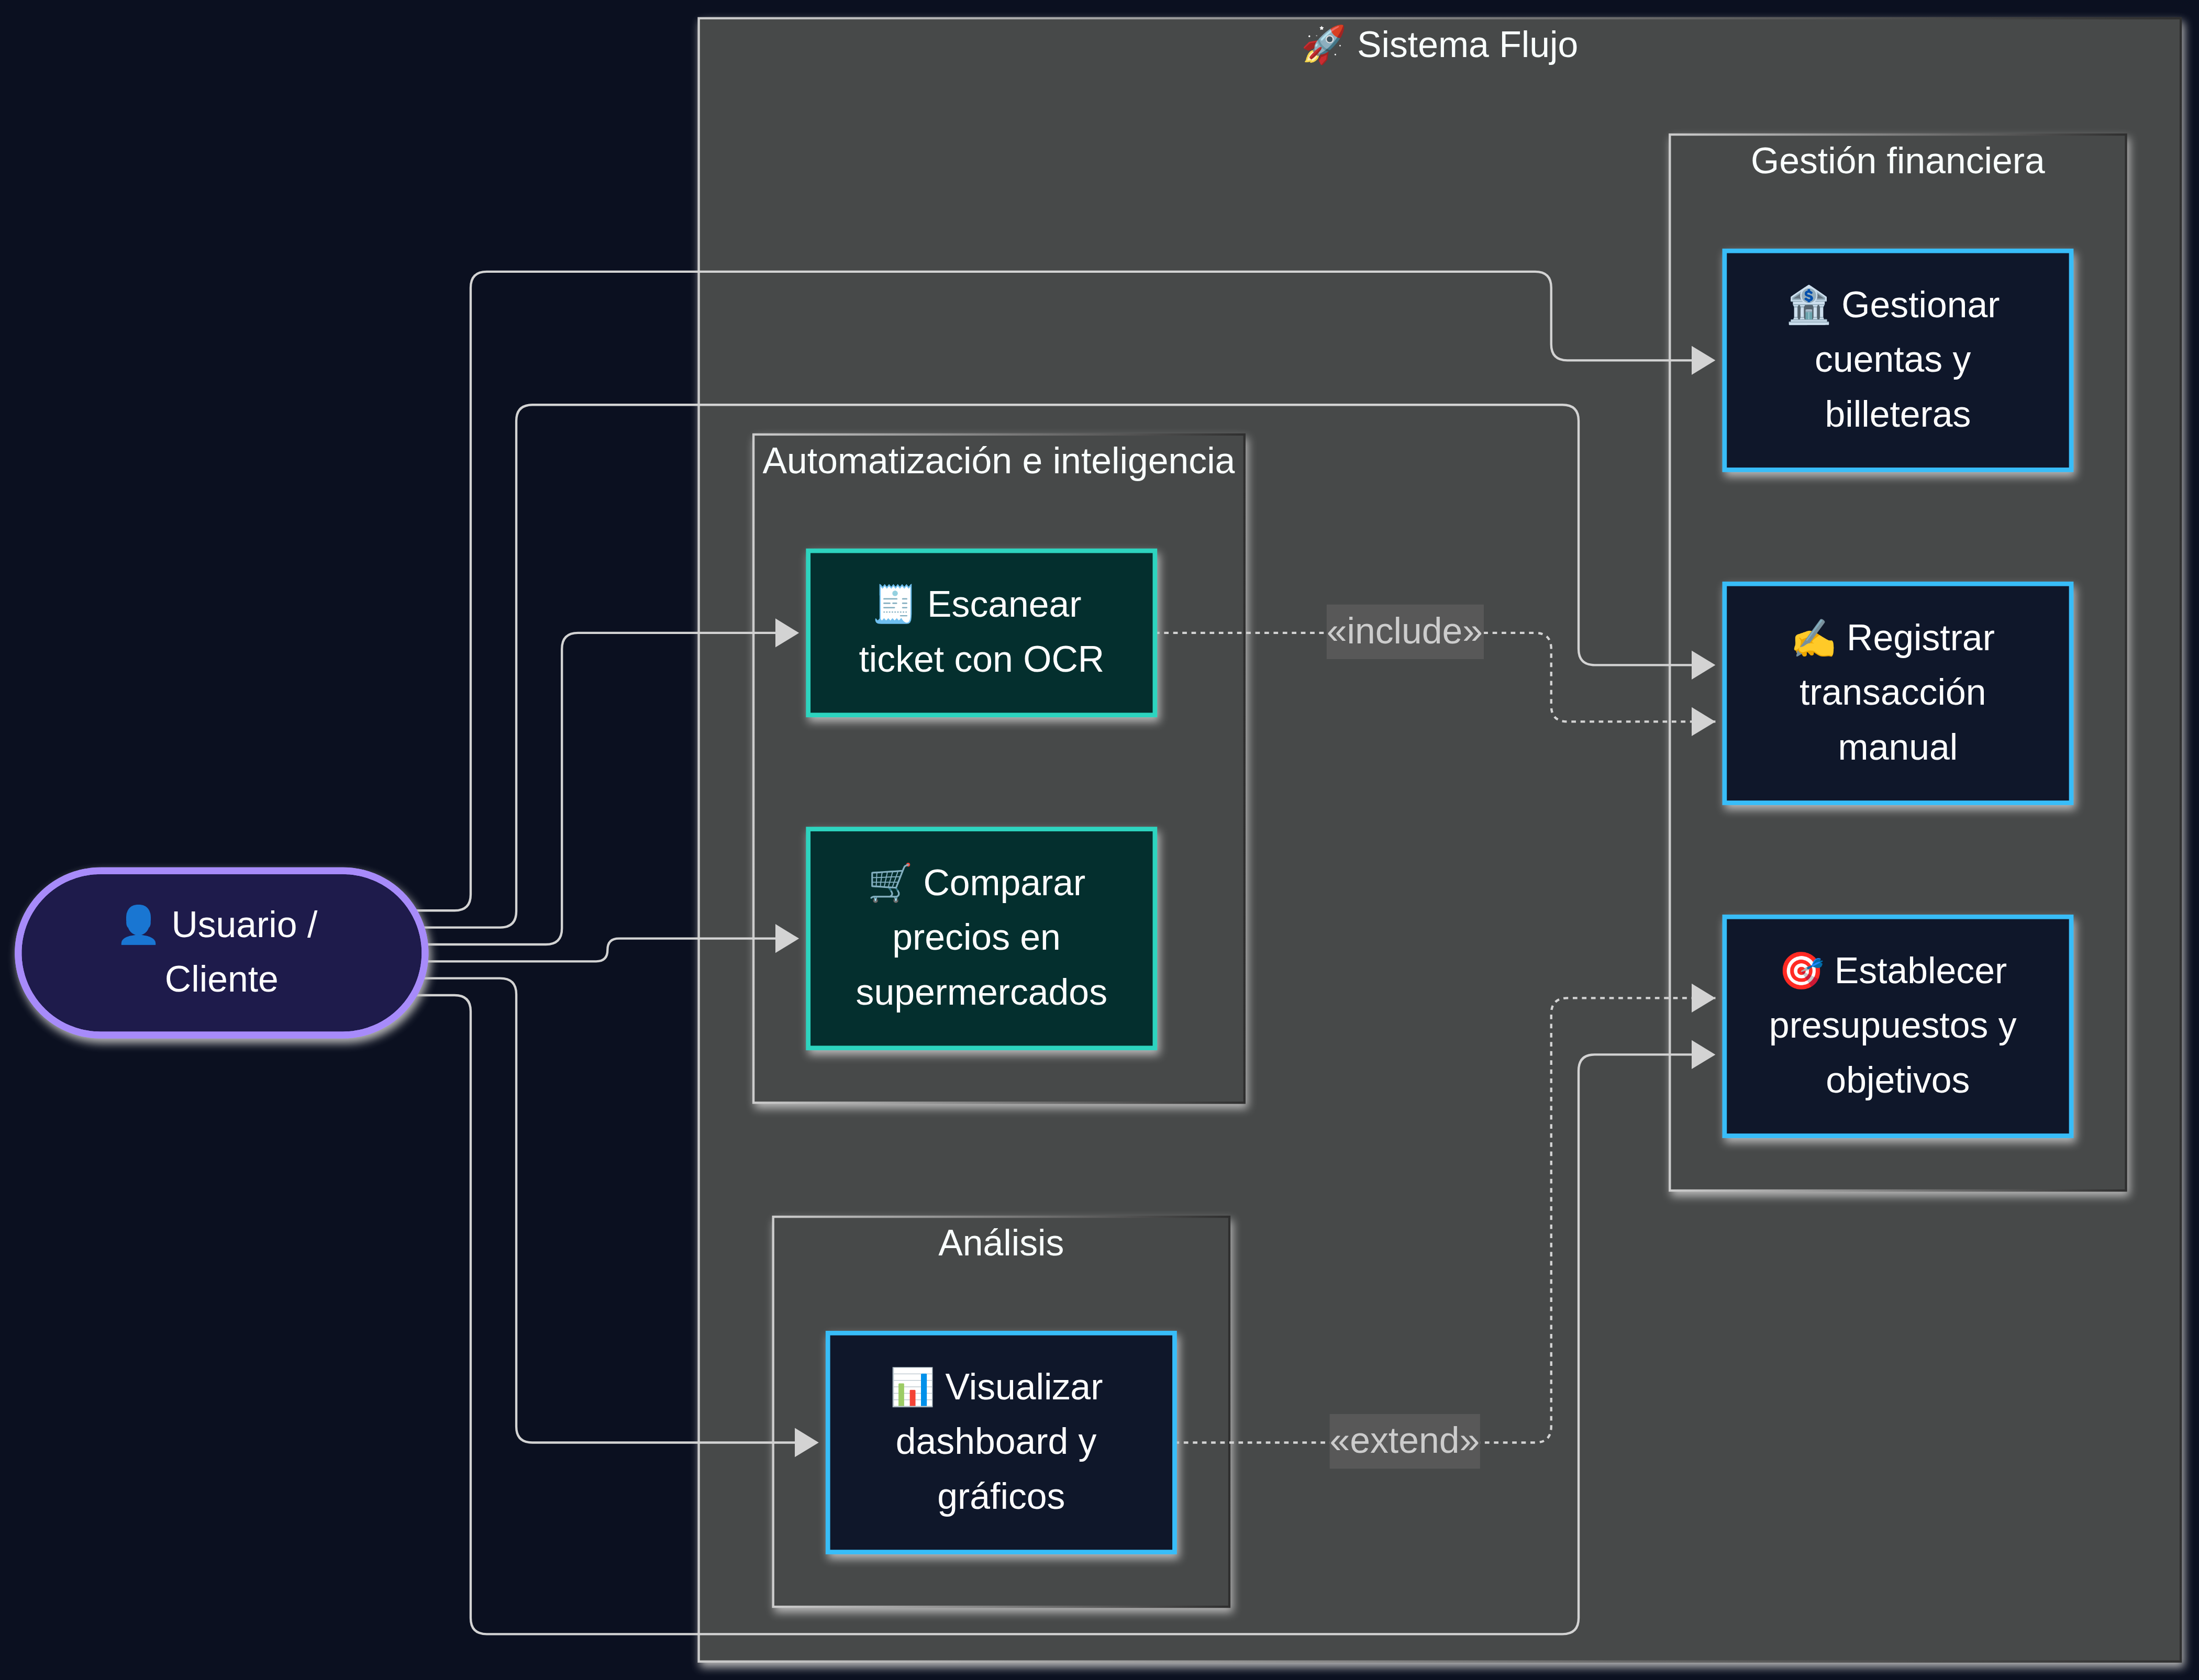 🚀 Sistema Flujo
Gestión financiera
🏦 Gestionar
cuentas y
billeteras
Automatización e inteligencia
🧾 Escanear
ticket con OCR
«include»
✍️ Registrar
transacción
manual
🛒 Comparar
precios en
supermercados
👤 Usuario /
Cliente
🎯 Establecer
presupuestos y
objetivos
Análisis
📊 Visualizar
dashboard y
gráficos
«extend»